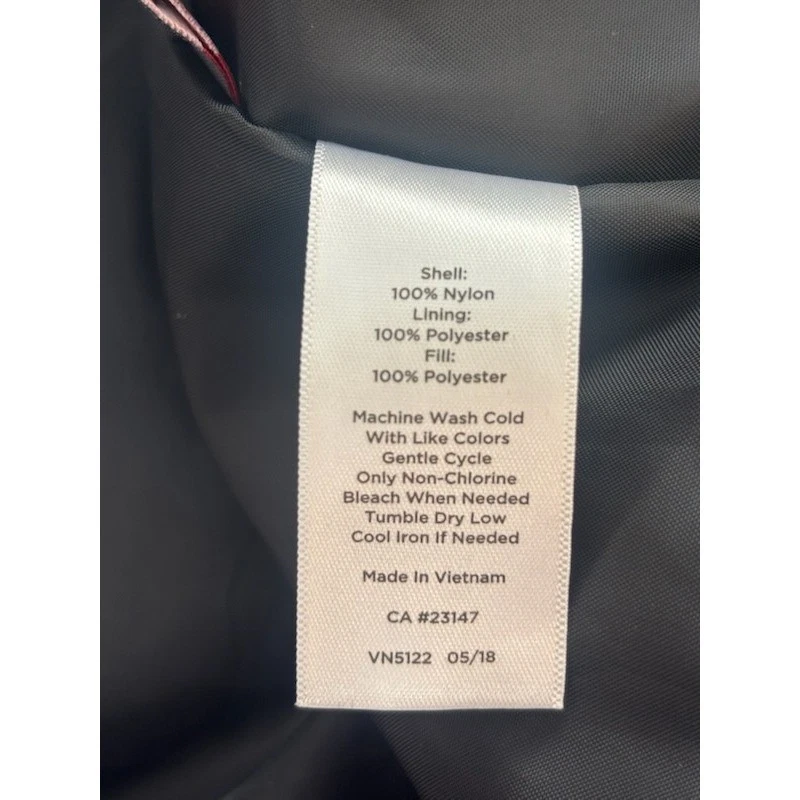 Shell:
100% Nylon
Lining:
100% Polyester
Fill:
100% Polyester
Machine Wash Cold
With Like Colors
Gentle Cycle
Only Non-Chlorine
Bleach When Needed
Tumble Dry Low
Cool Iron If Needed
Made In Vietnam
CA #23147
VN5122 05/18